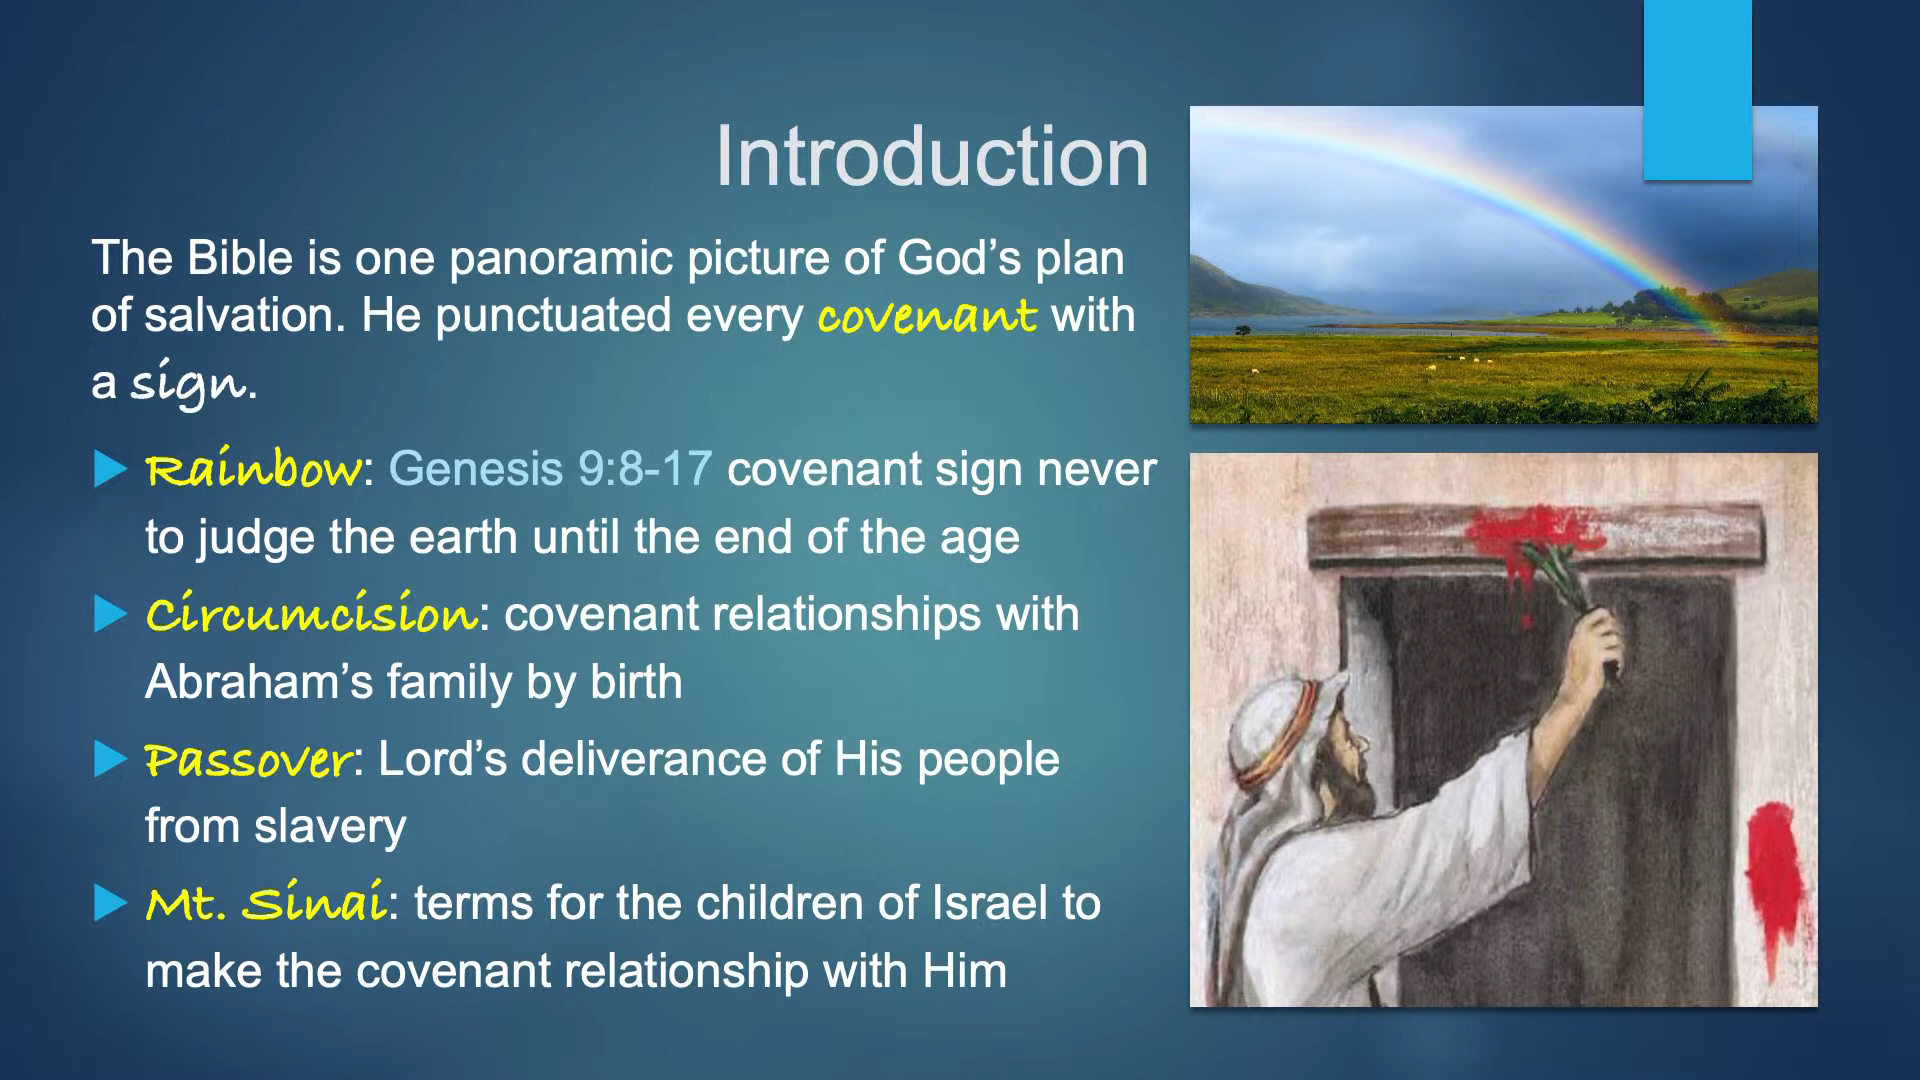 Introduction
The Bible is one panoramic picture of God’s plan
of salvation. He punctuated every covenant with
a sign.
Rainbow: Genesis 9:8-17 covenant sign never
to judge the earth until the end of the age
Circumcision: covenant relationships with
Abraham’s family by birth
Passover: Lord’s deliverance of His people
from slavery
Mt. Sinai: terms for the children of Israel to
make the covenant relationship with Him